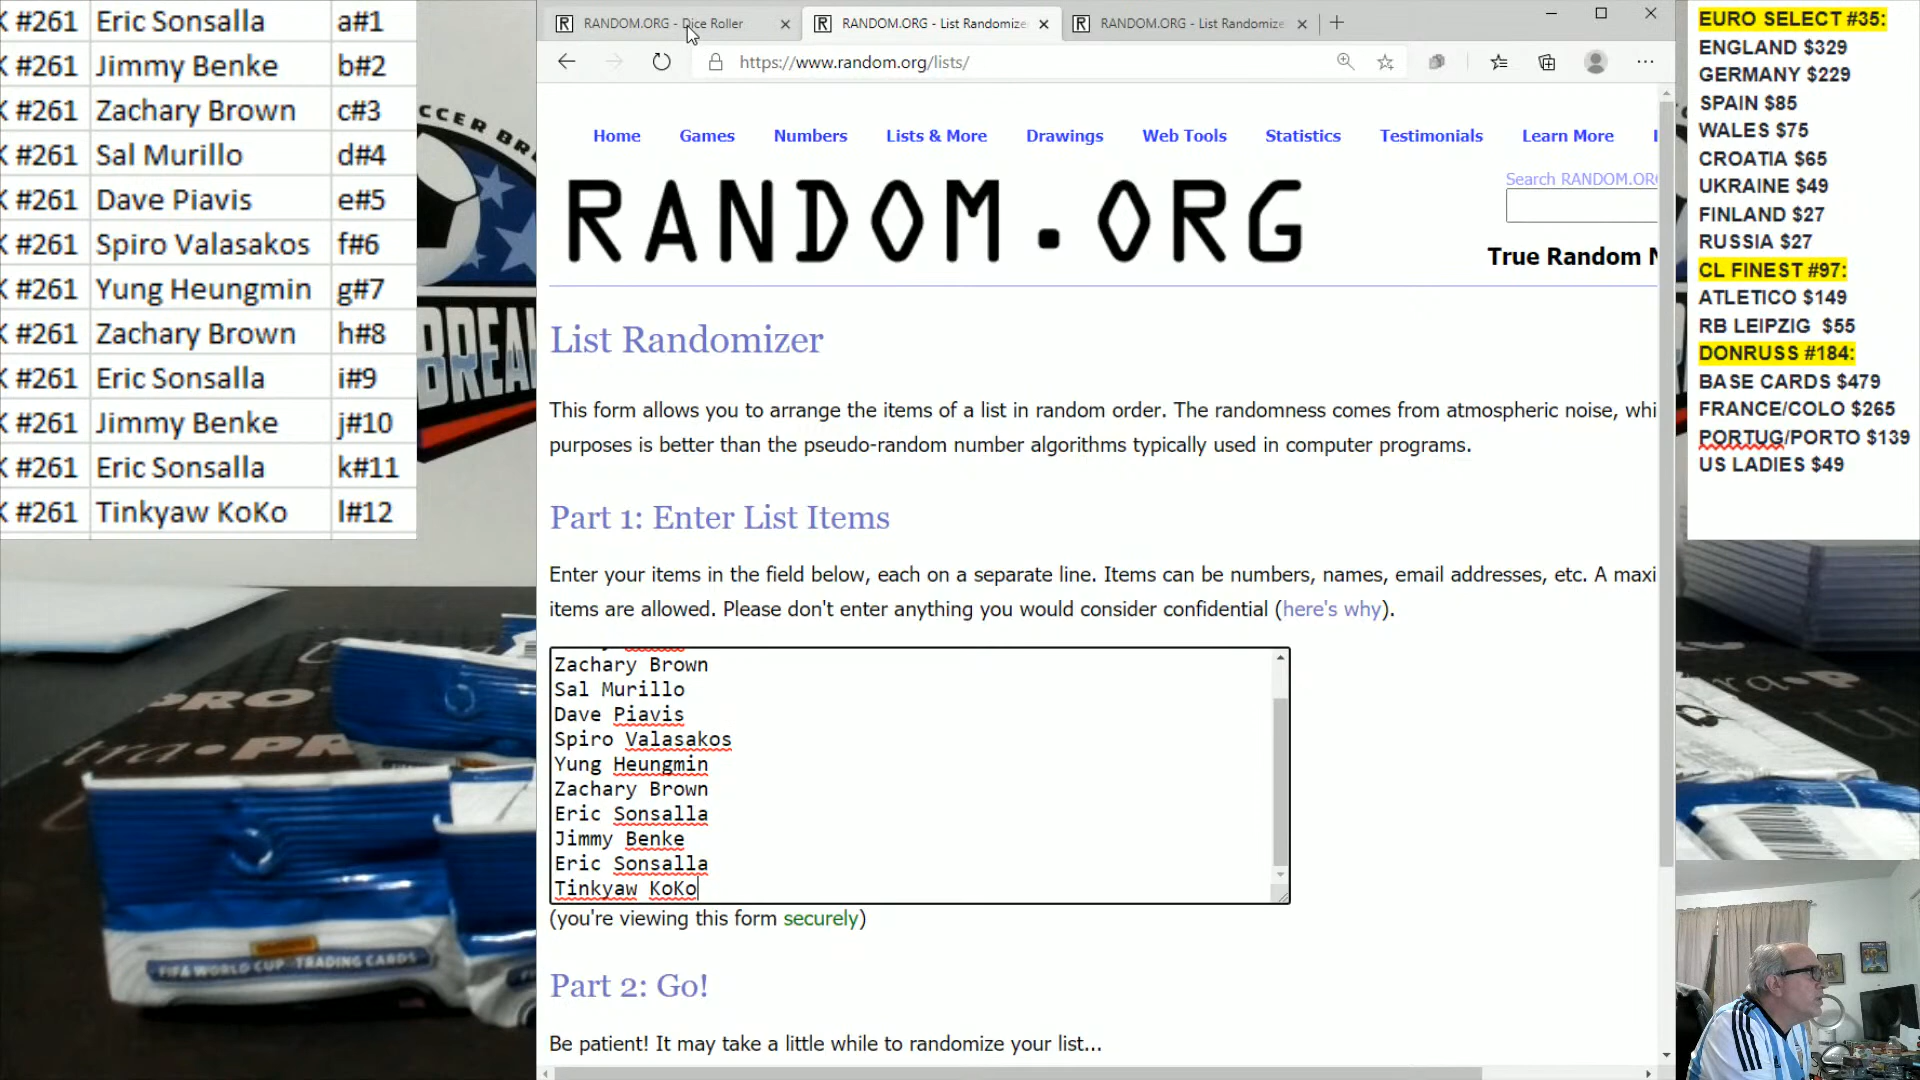 K #261 Eric Sonsalla a#1
K #261 Jimmy Benke b#2
K #261 Zachary Brown c#3
K #261 Sal Murillo d#4
K #261 Dave Piavis e#5
K #261 Spiro Valasakos f#6
K #261 Yung Heungmin g#7
K #261 Zachary Brown h#8
K #261 Eric Sonsalla i#9
K #261 Jimmy Benke j#10
K #261 Eric Sonsalla k#11
K #261 Tinkyaw KoKo l#12
RANDOM.ORG - Dice Roller
RANDOM.ORG - List Randomize
RANDOM.ORG - List Randomize
https://www.random.org/lists/
Home Games Numbers Lists & More Drawings Web Tools Statistics Testimonials Learn More
RANDOM.ORG
Search RANDOM.OR
True Random N
List Randomizer
This form allows you to arrange the items of a list in random order. The randomness comes from atmospheric noise, whi
purposes is better than the pseudo-random number algorithms typically used in computer programs.
Part 1: Enter List Items
Enter your items in the field below, each on a separate line. Items can be numbers, names, email addresses, etc. A maxi
items are allowed. Please don't enter anything you would consider confidential (here's why).
Zachary Brown
Sal Murillo
Dave Piavis
Spiro Valasakos
Yung Heungmin
Zachary Brown
Eric Sonsalla
Jimmy Benke
Eric Sonsalla
Tinkyaw KoKo
(you're viewing this form securely)
Part 2: Go!
Be patient! It may take a little while to randomize your list...
EURO SELECT #35:
ENGLAND $329
GERMANY $229
SPAIN $85
WALES $75
CROATIA $65
UKRAINE $49
FINLAND $27
RUSSIA $27
CL FINEST #97:
ATLETICO $149
RB LEIPZIG $55
DONRUSS #184:
BASE CARDS $479
FRANCE/COLO $265
PORTUG/PORTO $139
US LADIES $49
CCER BR
BREA
PRO
tra•PR
FIFA WORLD CUP TRADING CARDS